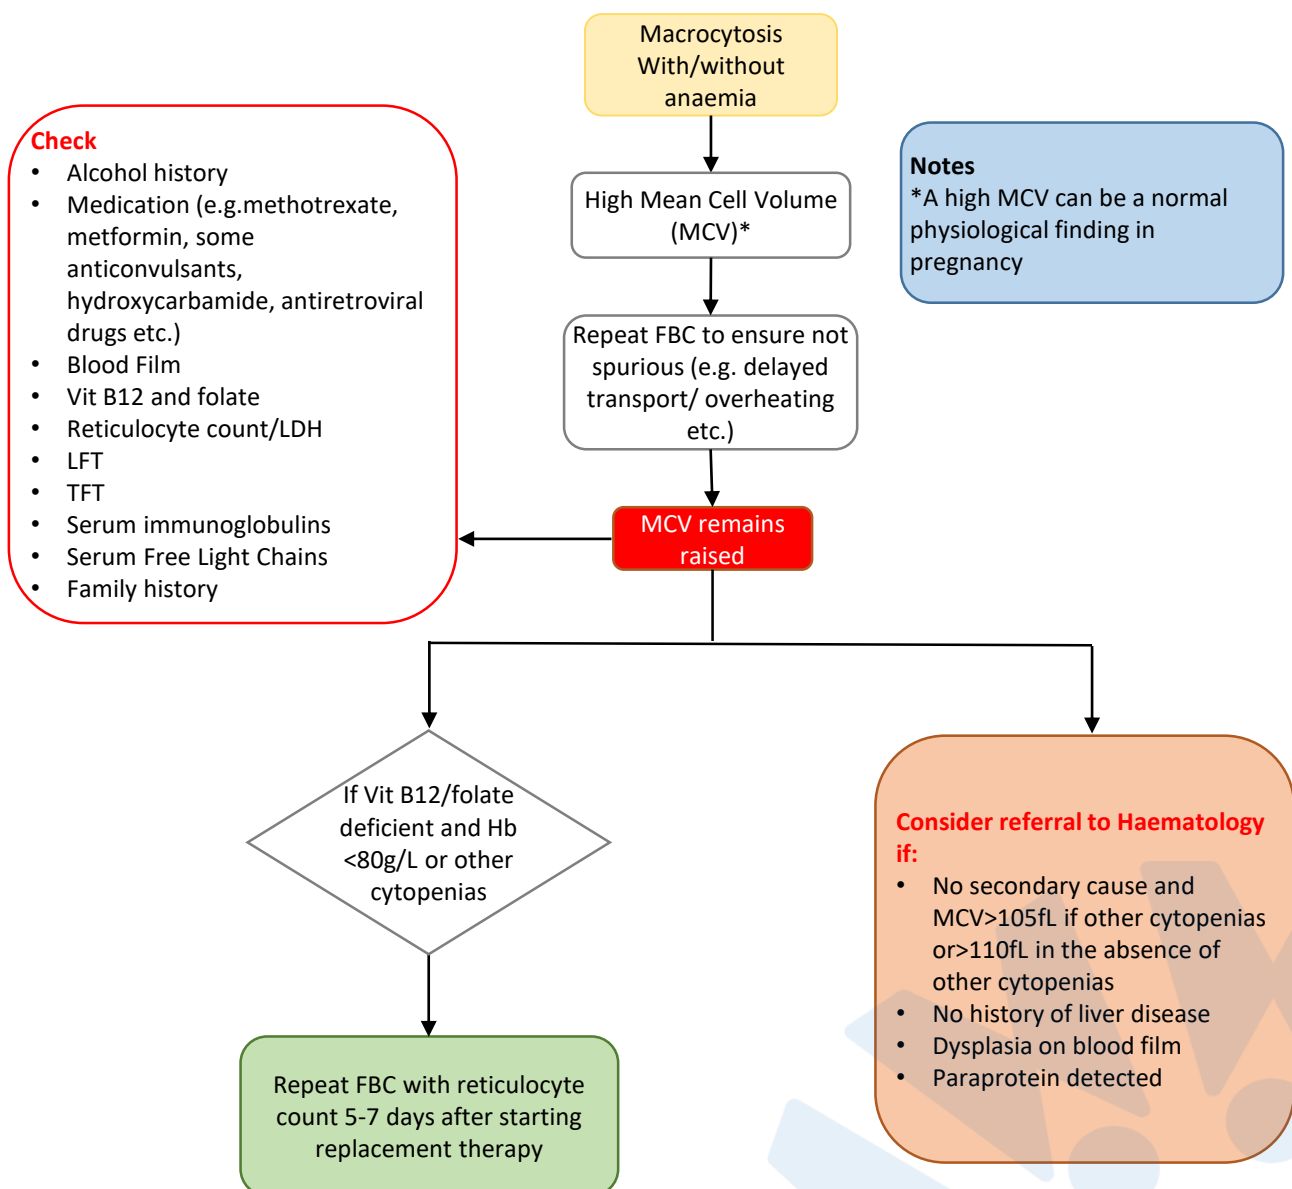 Macrocytosis
With/without
anaemia
Check
• Alcohol history
• Medication (e.g.methotrexate,
metformin, some
anticonvulsants,
hydroxycarbamide, antiretroviral
drugs etc.)
• Blood Film
• Vit B12 and folate
• Reticulocyte count/LDH
• LFT
• TFT
• Serum immunoglobulins
• Serum Free Light Chains
• Family history
High Mean Cell Volume
(MCV)*
Notes
*A high MCV can be a normal
physiological finding in
pregnancy
Repeat FBC to ensure not
spurious (e.g. delayed
transport/ overheating
etc.)
MCV remains
raised
If Vit B12/folate
deficient and Hb
<80g/L or other
cytopenias
Repeat FBC with reticulocyte
count 5-7 days after starting
replacement therapy
Consider referral to Haematology
if:
• No secondary cause and
MCV>105fL if other cytopenias
or>110fL in the absence of
other cytopenias
• No history of liver disease
• Dysplasia on blood film
• Paraprotein detected